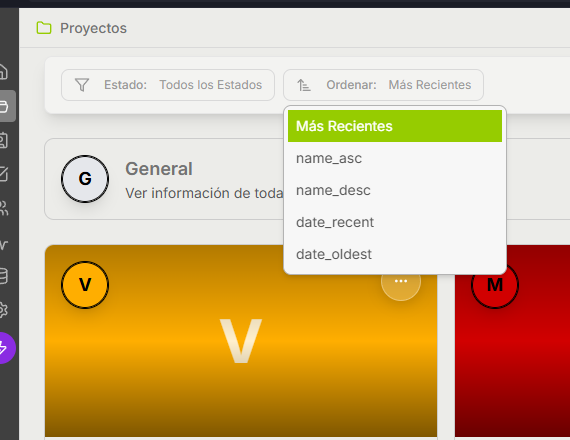 Proyectos
Estado: Todos los Estados
Ordenar: Más Recientes
Más Recientes
name_asc
name_desc
date_recent
date_oldest
G
General
Ver información de toda
V
M
V